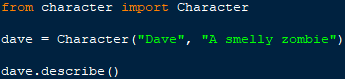 from character import Character
dave = Character("Dave", "A smelly zombie")
dave.describe()